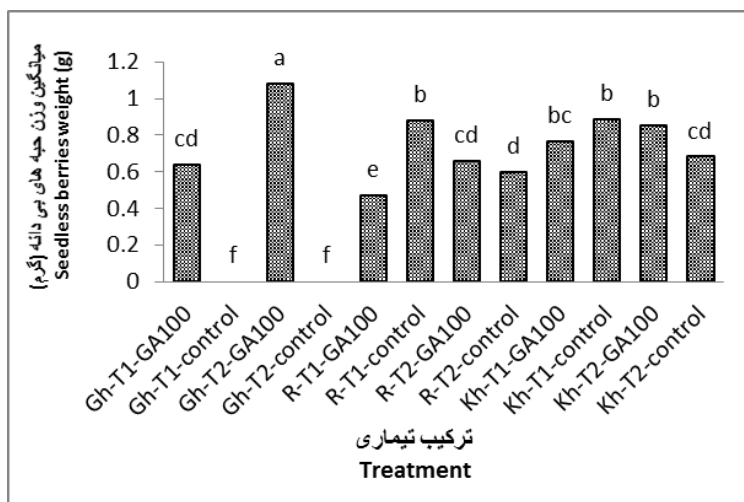 میانگین وزن حبه های بی دانه (گرم)
Seedless berries weight (g)
1.2
1
0.8
0.6
0.4
0.2
0
cd
f
a
f
e
b
cd
d
bc
b
b
cd
Gh-T1-GA100
Gh-T1-control
Gh-T2-GA100
Gh-T2-control
R-T1-GA100
R-T1-control
R-T2-GA100
R-T2-control
Kh-T1-GA100
Kh-T1-control
Kh-T2-GA100
Kh-T2-control
ترکیب تیماری
Treatment